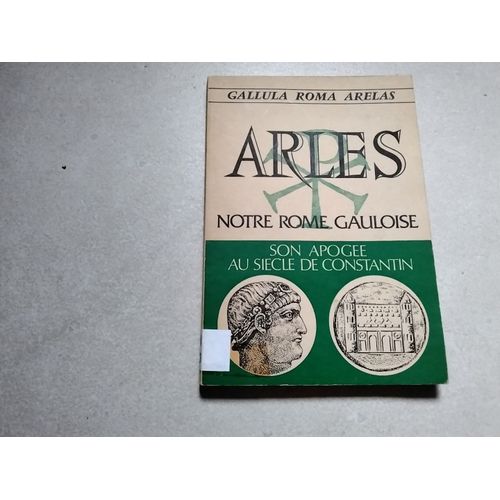 GALLULA ROMA ARELAS
ARLES
NOTRE ROME GAULOISE
SON APOGEE
AU SIECLE DE CONSTANTIN